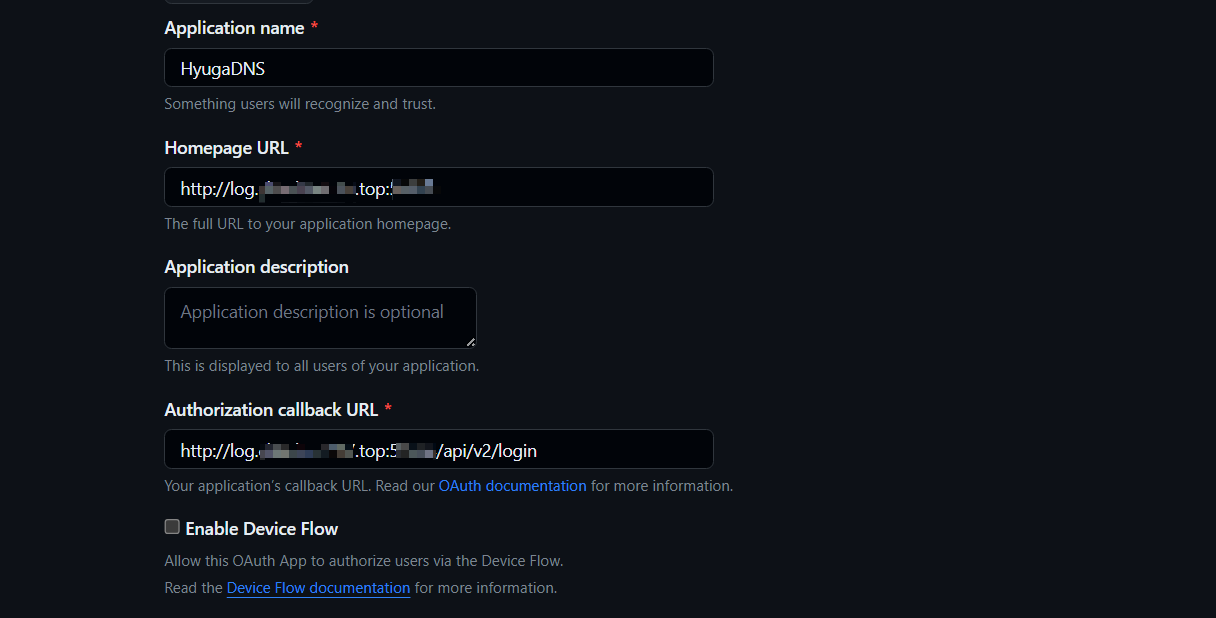 Application name *
HyugaDNS
Something users will recognize and trust.
Homepage URL *
http://log. .top:
The full URL to your application homepage.
Application description
Application description is optional
This is displayed to all users of your application.
Authorization callback URL *
http://log. .top:5 /api/v2/login
Your application's callback URL. Read our OAuth documentation for more information.
Enable Device Flow
Allow this OAuth App to authorize users via the Device Flow.
Read the Device Flow documentation for more information.